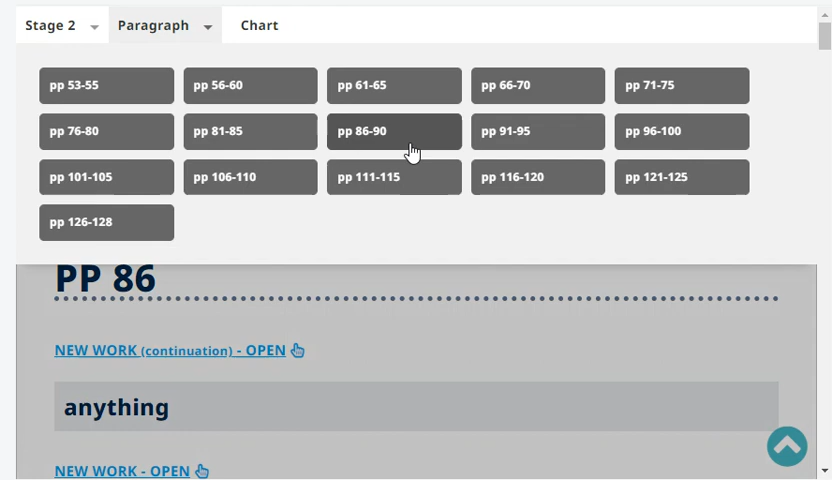 Stage 2 Paragraph Chart
pp 53-55 pp 56-60 pp 61-65 pp 66-70 pp 71-75
pp 76-80 pp 81-85 pp 86-90 pp 91-95 pp 96-100
pp 101-105 pp 106-110 pp 111-115 pp 116-120 pp 121-125
pp 126-128
PP 86
NEW WORK (continuation) - OPEN
anything
NEW WORK - OPEN